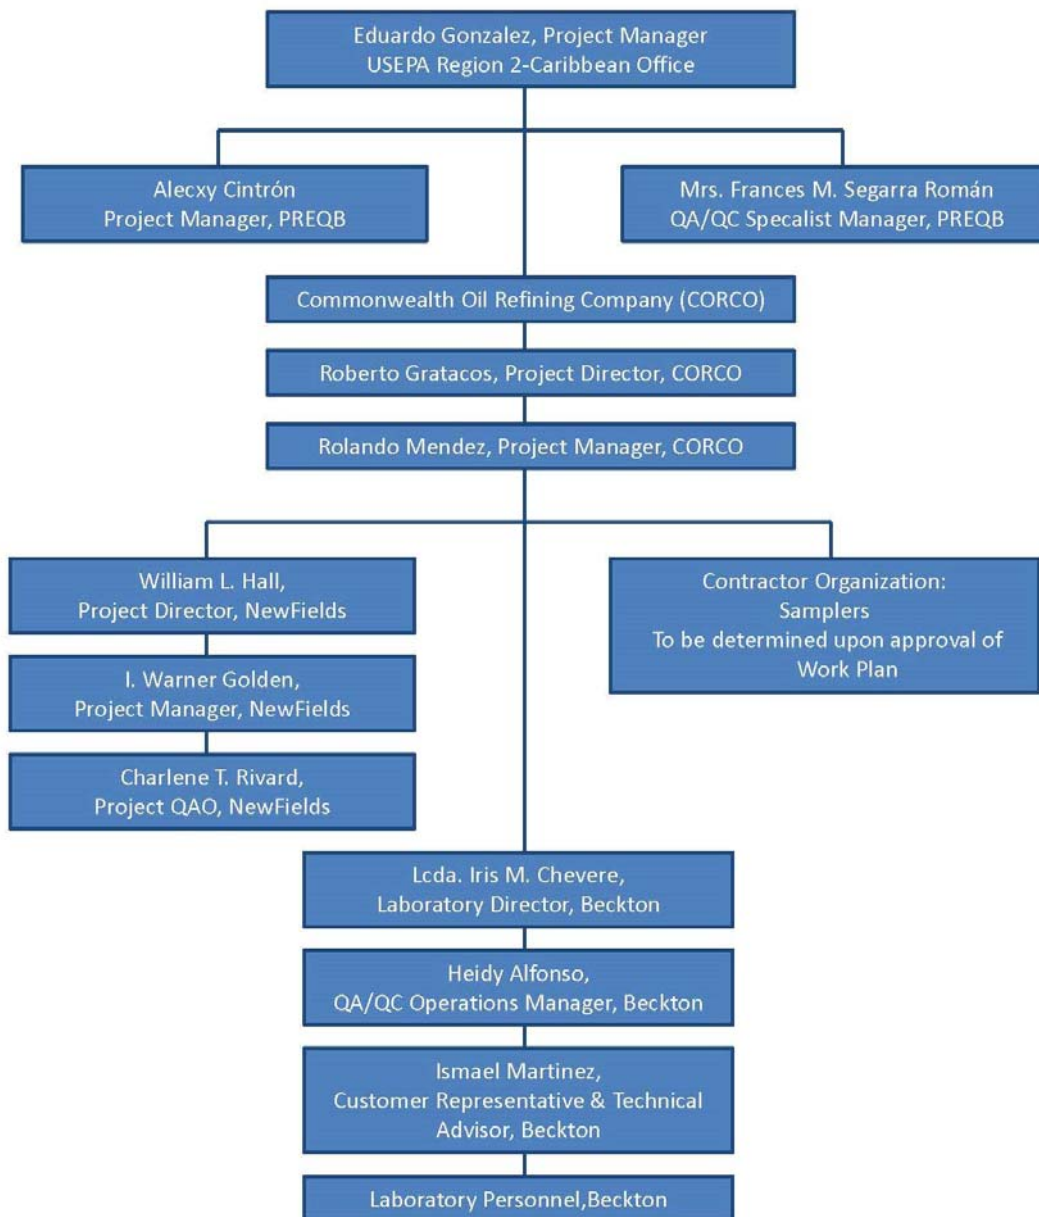 Eduardo Gonzalez, Project Manager
USEPA Region 2-Caribbean Office
Alecxy Cintrón
Project Manager, PREQB
Mrs. Frances M. Segarra Román
QA/QC Specalist Manager, PREQB
Commonwealth Oil Refining Company (CORCO)
Roberto Gratacos, Project Director, CORCO
Rolando Mendez, Project Manager, CORCO
William L. Hall,
Project Director, NewFields
I. Warner Golden,
Project Manager, NewFields
Charlene T. Rivard,
Project QAO, NewFields
Contractor Organization:
Samplers
To be determined upon approval of
Work Plan
Lcda. Iris M. Chevere,
Laboratory Director, Beckton
Heidy Alfonso,
QA/QC Operations Manager, Beckton
Ismael Martinez,
Customer Representative & Technical
Advisor, Beckton
Laboratory Personnel,Beckton